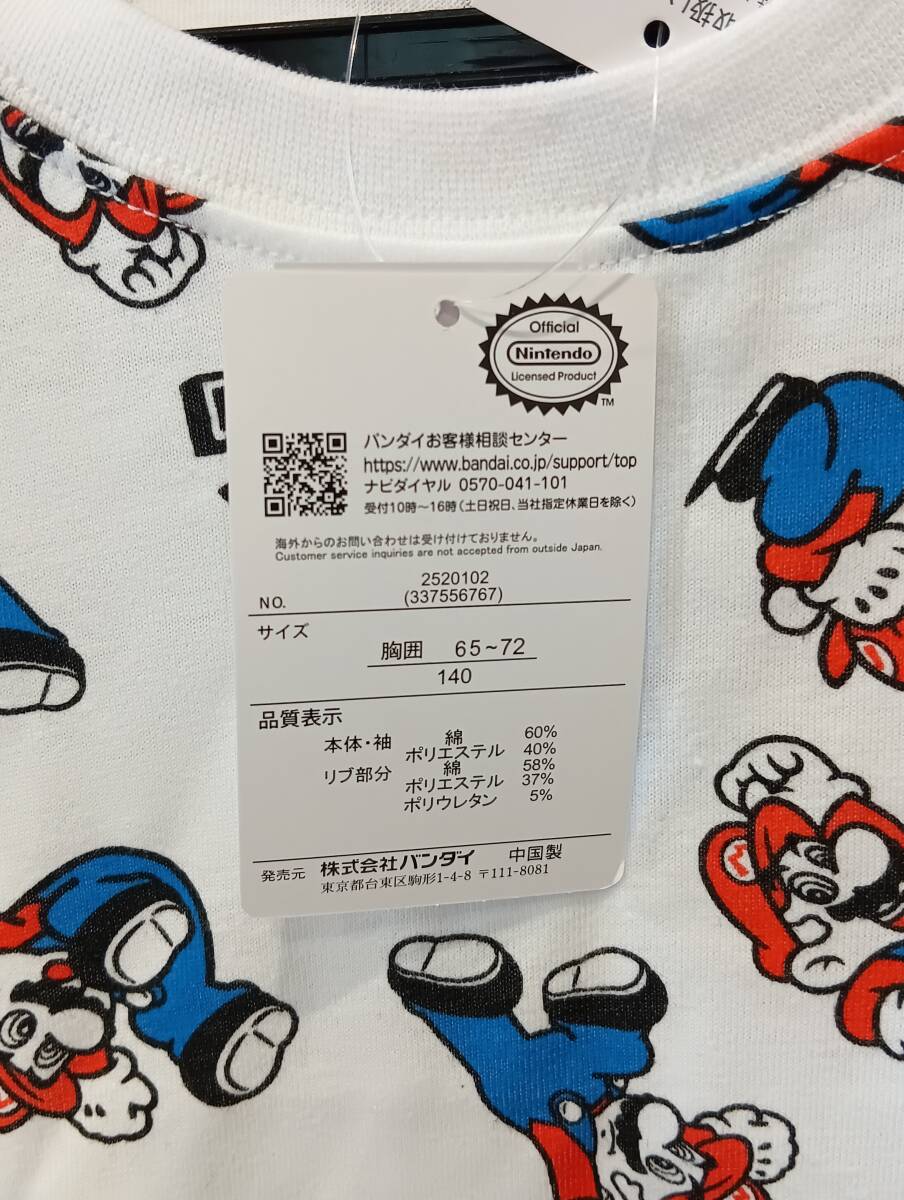 取扱
Official
Nintendo
Licensed Product
TM
バンダイお客様相談センター
https://www.bandai.co.jp/support/top
ナビダイヤル 0570-041-101
受付10時～16時（土日祝日、当社指定休業日を除く）
海外からのお問い合わせは受け付けておりません。
Customer service inquiries are not accepted from outside Japan.
NO. 2520102
(337556767)
サイズ
胸囲 65~72
140
品質表示
本体・袖 綿 60%
ポリエステル 40%
リブ部分 綿 58%
ポリエステル 37%
ポリウレタン 5%
発売元 株式会社バンダイ 中国製
東京都台東区駒形1-4-8 〒111-8081